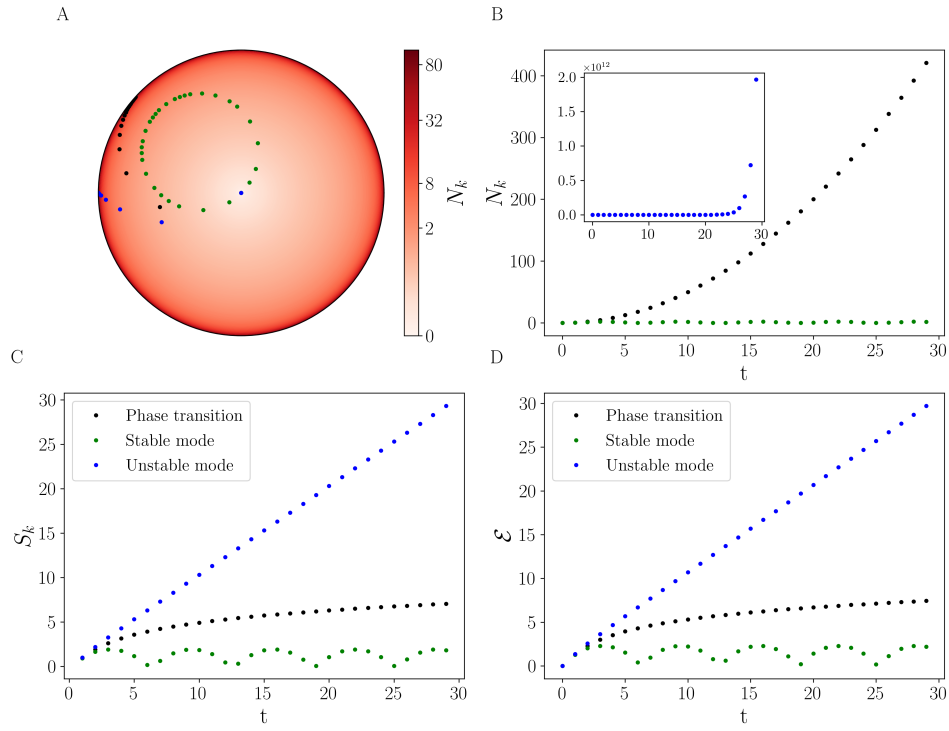 A
80
32
8
2
0
N_k
B
×10^12
2.0
1.5
1.0
0.5
0.0
0 10 20 30
400
300
200
100
0
N_k
0 5 10 15 20 25 30
t
C
Phase transition
Stable mode
Unstable mode
30
25
20
15
10
5
0
S_k
0 5 10 15 20 25 30
t
D
Phase transition
Stable mode
Unstable mode
30
25
20
15
10
5
0
ℰ
0 5 10 15 20 25 30
t